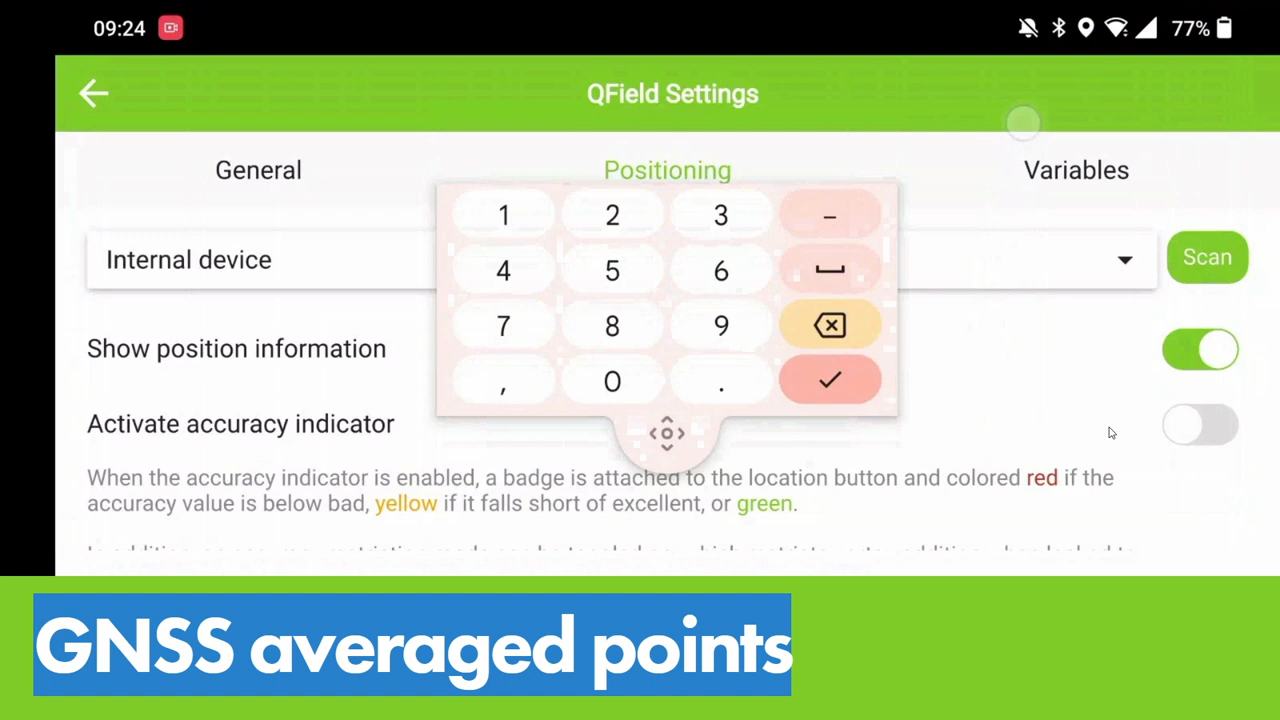 09:24
77%
QField Settings
General
Positioning
Variables
1 2 3 -
4 5 6
7 8 9
, 0 .
Internal device
Scan
Show position information
Activate accuracy indicator
When the accuracy indicator is enabled, a badge is attached to the location button and colored red if the
accuracy value is below bad, yellow if it falls short of excellent, or green.
GNSS averaged points